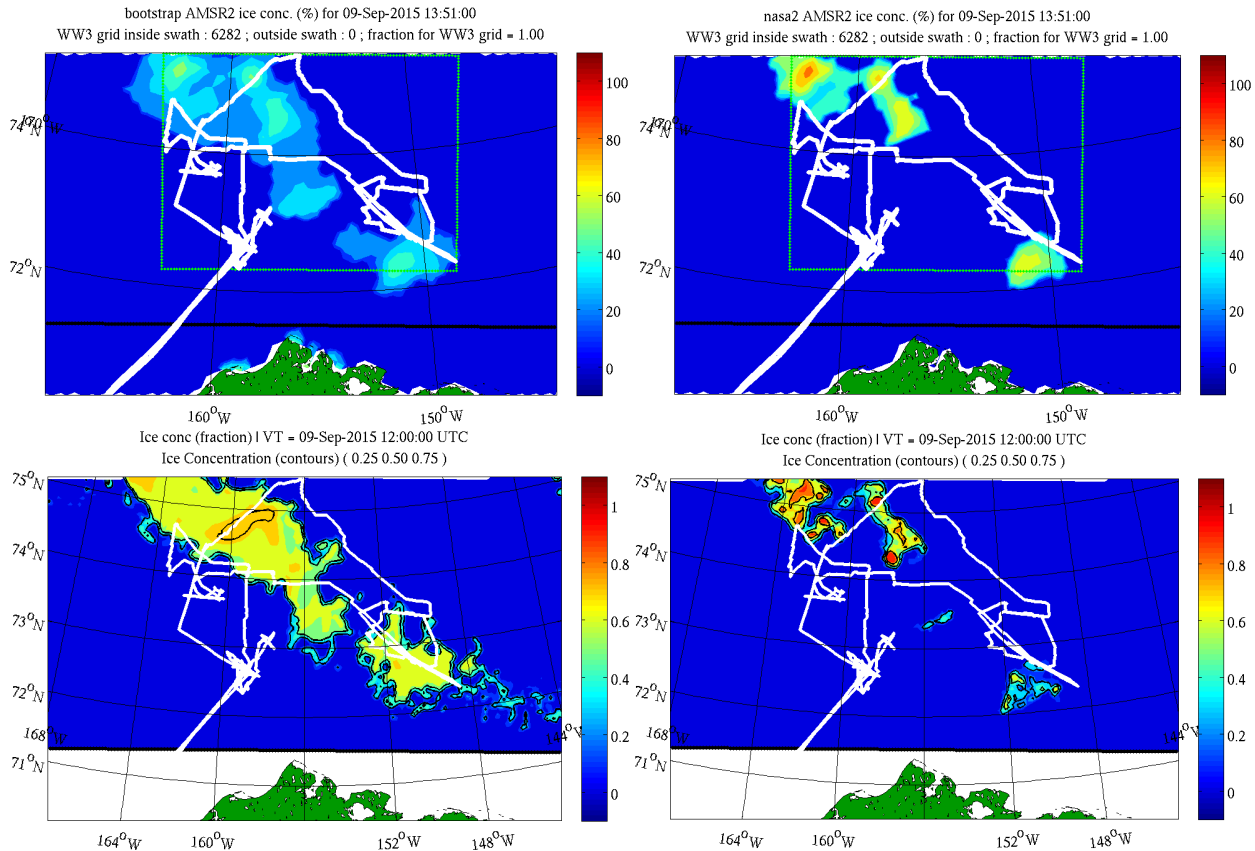 bootstrap AMSR2 ice conc. (%) for 09-Sep-2015 13:51:00
WW3 grid inside swath : 6282 ; outside swath : 0 ; fraction for WW3 grid = 1.00
74°N
170°W
72°N
160°W
150°W
100
80
60
40
20
0
nasa2 AMSR2 ice conc. (%) for 09-Sep-2015 13:51:00
WW3 grid inside swath : 6282 ; outside swath : 0 ; fraction for WW3 grid = 1.00
74°N
170°W
72°N
160°W
150°W
100
80
60
40
20
0
Ice conc (fraction) | VT = 09-Sep-2015 12:00:00 UTC
Ice Concentration (contours) ( 0.25 0.50 0.75 )
75°N
74°N
73°N
72°N
168°W
71°N
164°W
160°W
152°W
148°W
144°W
1
0.8
0.6
0.4
0.2
0
Ice conc (fraction) | VT = 09-Sep-2015 12:00:00 UTC
Ice Concentration (contours) ( 0.25 0.50 0.75 )
75°N
74°N
73°N
72°N
168°W
71°N
164°W
160°W
152°W
148°W
144°W
1
0.8
0.6
0.4
0.2
0